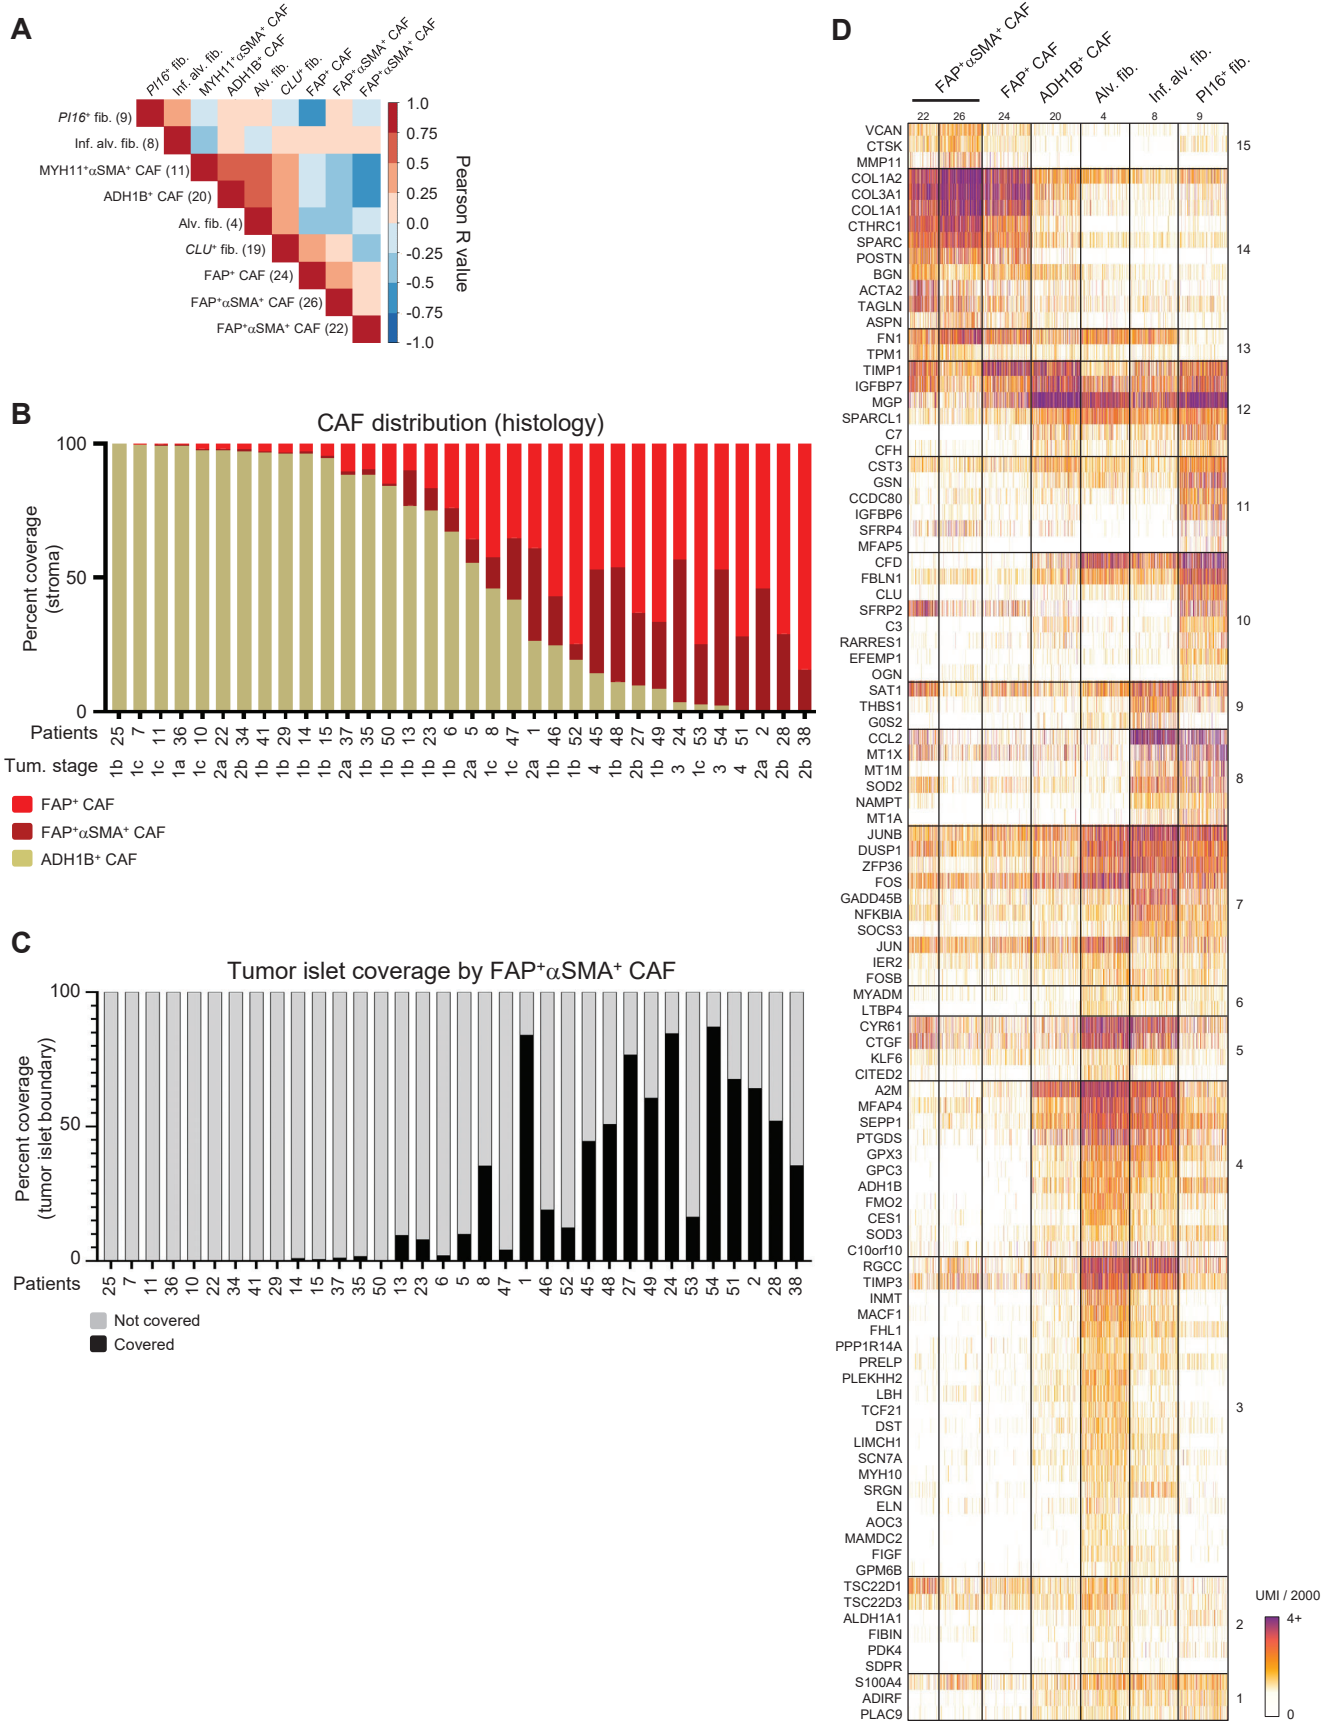 A
PI16⁺ fib.
Inf. alv. fib.
MYH11⁺αSMA⁺ CAF
ADH1B⁺ CAF
Alv. fib.
CLU⁺ fib.
FAP⁺ CAF
FAP⁺αSMA⁺ CAF
FAP⁺αSMA⁺ CAF
PI16⁺ fib. (9)
Inf. alv. fib. (8)
MYH11⁺αSMA⁺ CAF (11)
ADH1B⁺ CAF (20)
Alv. fib. (4)
CLU⁺ fib. (19)
FAP⁺ CAF (24)
FAP⁺αSMA⁺ CAF (26)
FAP⁺αSMA⁺ CAF (22)
1.0
0.75
0.5
0.25
0.0
-0.25
-0.5
-0.75
-1.0
Pearson R value
B
CAF distribution (histology)
Percent coverage
(stroma)
100
50
0
Patients 25 7 11 36 10 22 34 41 29 14 15 37 35 50 13 23 6 5 8 47 1 46 52 45 48 27 49 24 53 54 51 2 28 38
Tum. stage 1b 1c 1c 1a 1c 2a 2b 1b 1b 1b 1b 2a 1b 1b 1b 1b 1b 2a 1c 1c 2a 1b 1b 4 1b 2b 1b 3 1c 3 4 2a 2b 2b
FAP⁺ CAF
FAP⁺αSMA⁺ CAF
ADH1B⁺ CAF
C
Tumor islet coverage by FAP⁺αSMA⁺ CAF
Percent coverage
(tumor islet boundary)
100
50
0
Patients 25 7 11 36 10 22 34 41 29 14 15 37 35 50 13 23 6 5 8 47 1 46 52 45 48 27 49 24 53 54 51 2 28 38
Not covered
Covered
D
FAP⁺αSMA⁺ CAF
FAP⁺ CAF
ADH1B⁺ CAF
Alv. fib.
Inf. alv. fib.
PI16⁺ fib.
22 26 24 20 4 8 9
VCAN
CTSK
MMP11
15
COL1A2
COL3A1
COL1A1
CTHRC1
SPARC
POSTN
BGN
ACTA2
TAGLN
ASPN
14
FN1
TPM1
13
TIMP1
IGFBP7
MGP
SPARCL1
C7
CFH
12
CST3
GSN
CCDC80
IGFBP6
SFRP4
MFAP5
11
CFD
FBLN1
CLU
SFRP2
C3
RARRES1
EFEMP1
OGN
10
SAT1
THBS1
G0S2
9
CCL2
MT1X
MT1M
SOD2
NAMPT
MT1A
8
JUNB
DUSP1
ZFP36
FOS
GADD45B
NFKBIA
SOCS3
JUN
IER2
FOSB
7
MYADM
LTBP4
6
CYR61
CTGF
KLF6
CITED2
5
A2M
MFAP4
SEPP1
PTGDS
GPX3
GPC3
ADH1B
FMO2
CES1
SOD3
C10orf10
4
RGCC
TIMP3
INMT
MACF1
FHL1
PPP1R14A
PRELP
PLEKHH2
LBH
TCF21
DST
LIMCH1
SCN7A
MYH10
SRGN
ELN
AOC3
MAMDC2
FIGF
GPM6B
3
TSC22D1
TSC22D3
ALDH1A1
FIBIN
PDK4
SDPR
2
S100A4
ADIRF
PLAC9
1
UMI / 2000
4+
0